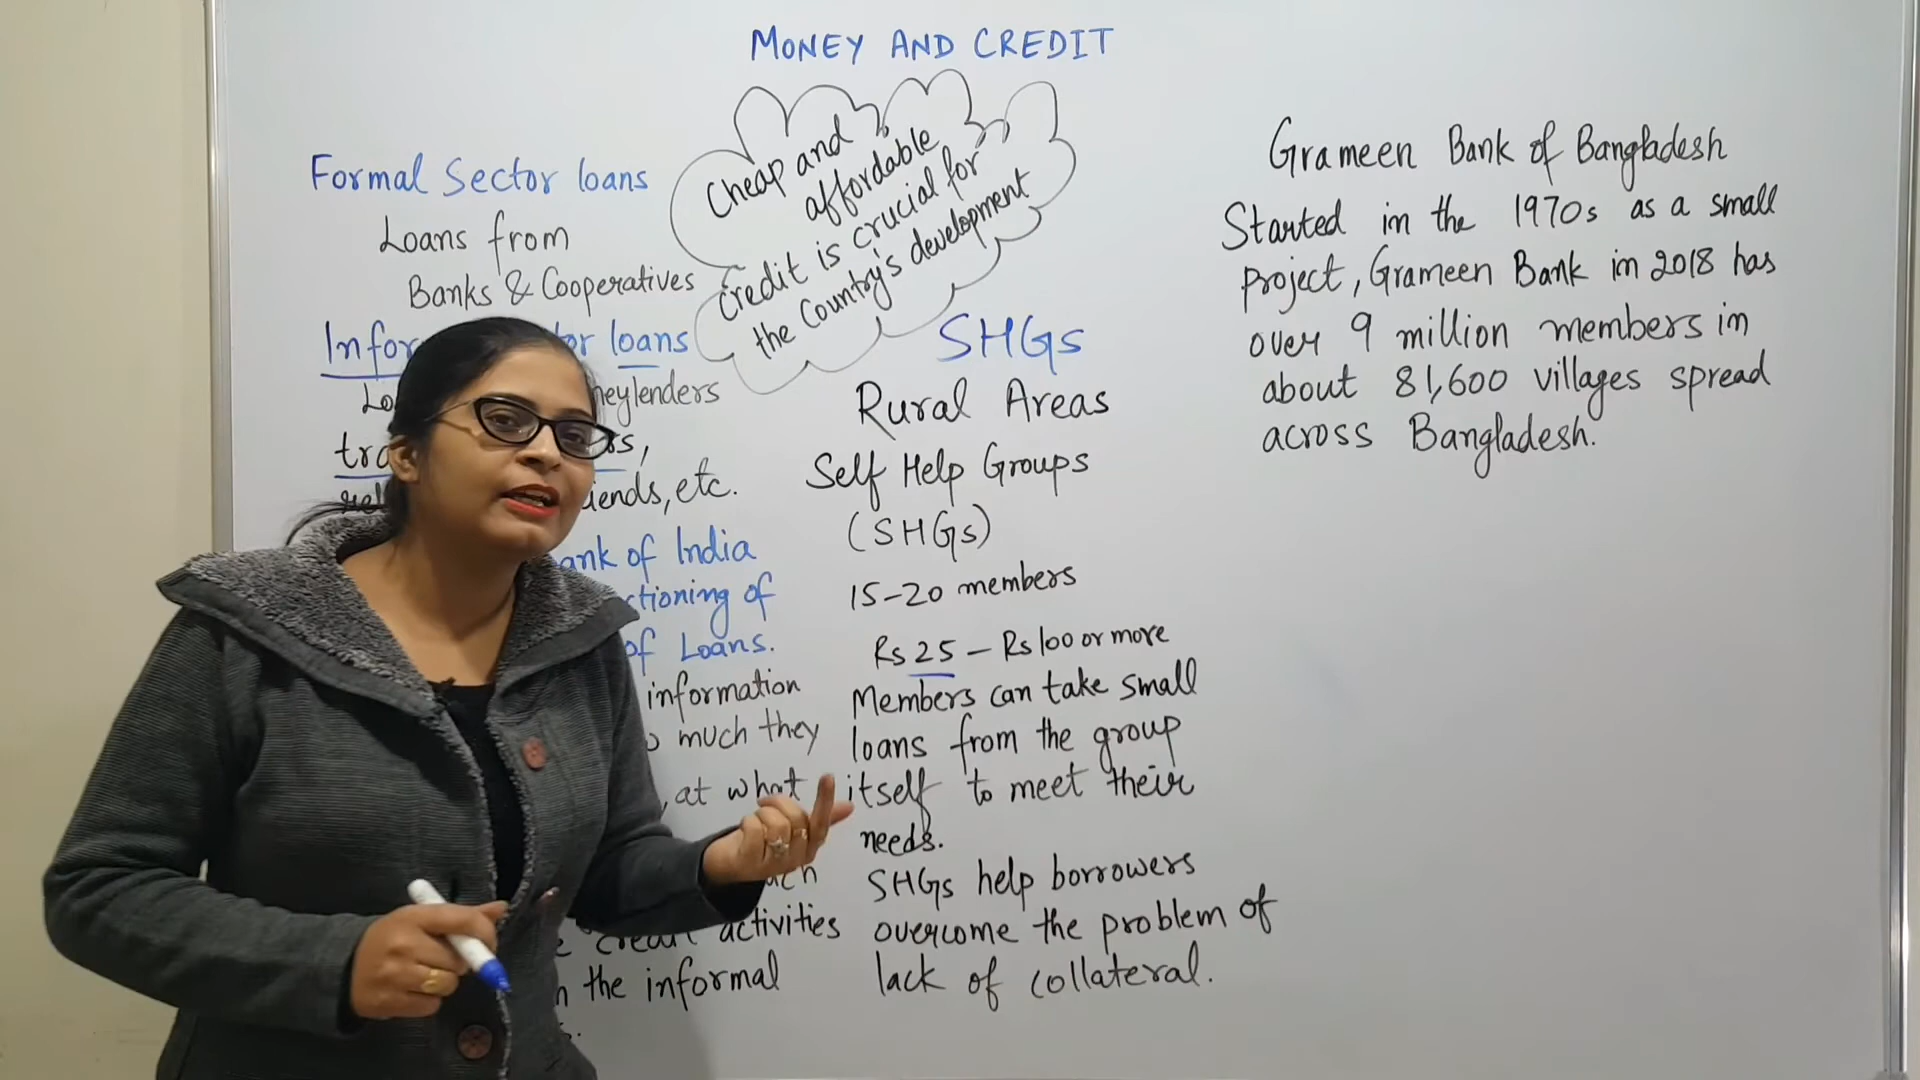 MONEY AND CREDIT
Formal Sector loans
Loans from
Banks & Cooperatives
loans
s,
etc.
Bank of India
of
of Loans.
information
much they
, at what
activities
the informal
Cheap and
affordable
credit is crucial for
the Country's development
SHGs
Rural Areas
Self Help Groups
(SHGs)
15-20 members
Rs 25 - Rs 100 or more
Members can take small
loans from the group
itself to meet their
needs.
SHGs help borrowers
overcome the problem of
lack of collateral.
Grameen Bank of Bangladesh
Started in the 1970s as a small
project, Grameen Bank in 2018 has
over 9 million members in
about 81,600 villages spread
across Bangladesh.